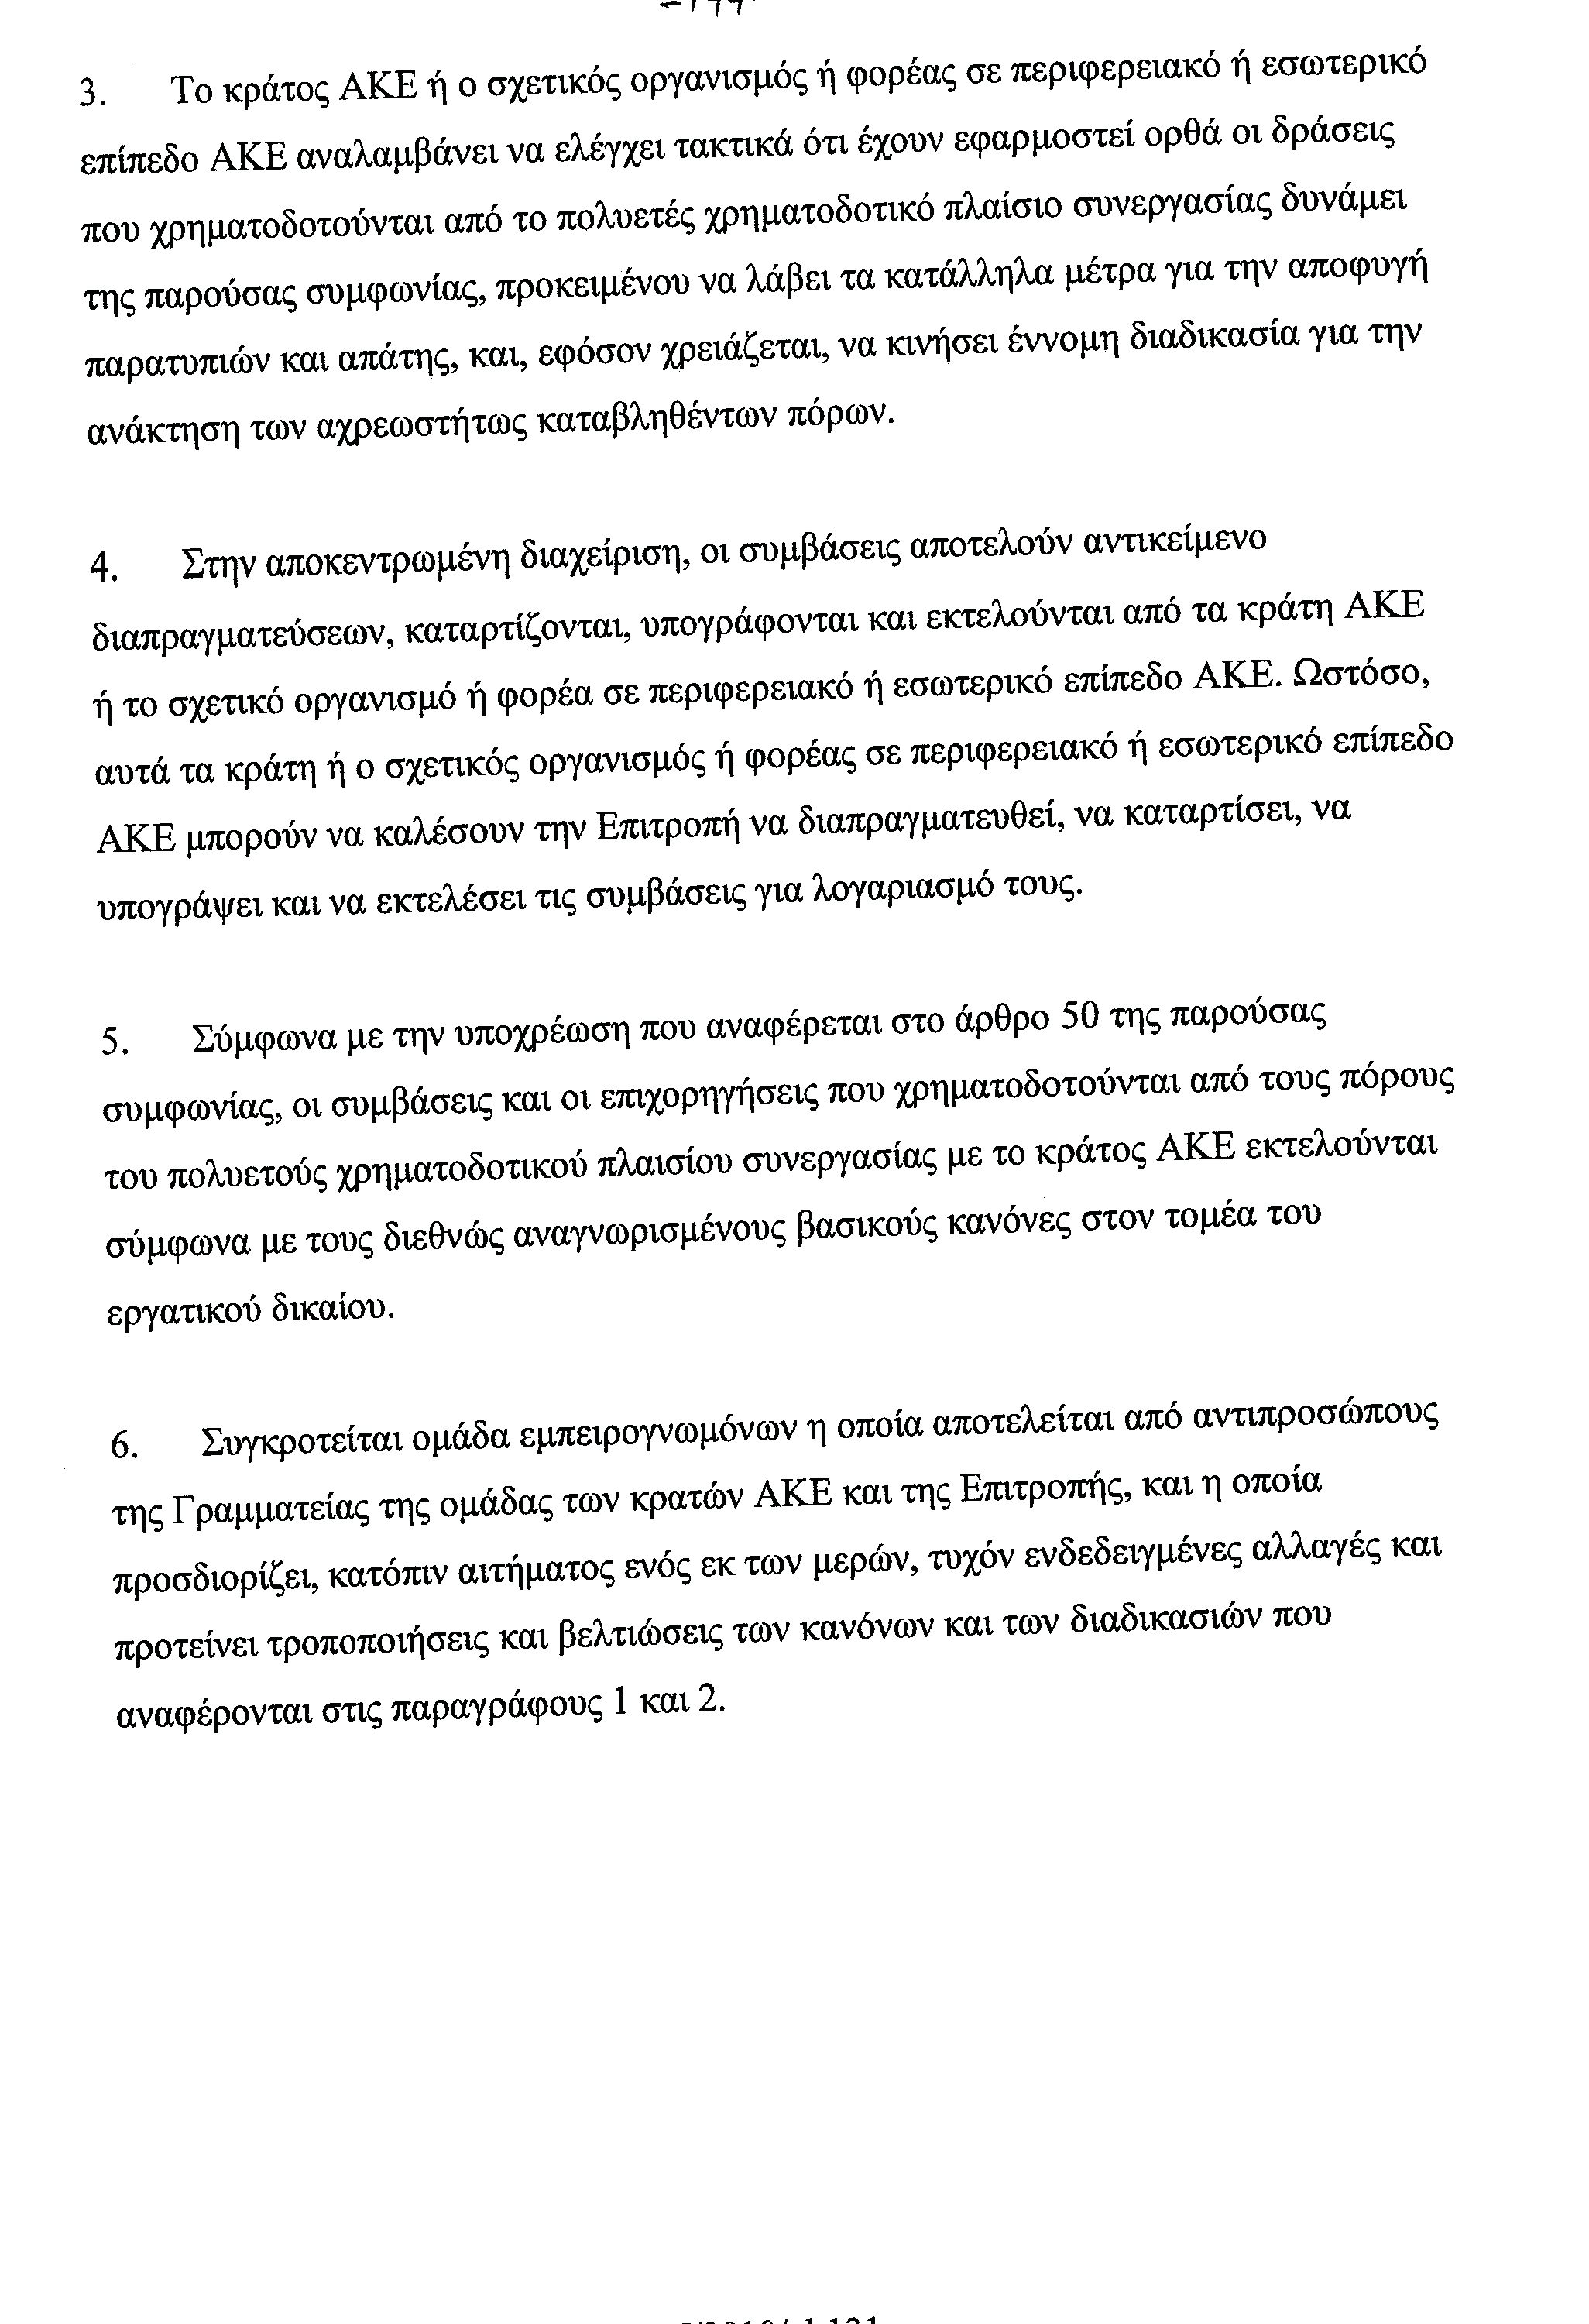 3. Το κράτος ΑΚΕ ή ο σχετικός οργανισμός ή φορέας σε περιφερειακό ή εσωτερικό
επίπεδο ΑΚΕ αναλαμβάνει να ελέγχει τακτικά ότι έχουν εφαρμοστεί ορθά οι δράσεις
που χρηματοδοτούνται από το πολυετές χρηματοδοτικό πλαίσιο συνεργασίας δυνάμει
της παρούσας συμφωνίας, προκειμένου να λάβει τα κατάλληλα μέτρα για την αποφυγή
παρατυπιών και απάτης, και, εφόσον χρειάζεται, να κινήσει έννομη διαδικασία για την
ανάκτηση των αχρεωστήτως καταβληθέντων πόρων.
4. Στην αποκεντρωμένη διαχείριση, οι συμβάσεις αποτελούν αντικείμενο
διαπραγματεύσεων, καταρτίζονται, υπογράφονται και εκτελούνται από τα κράτη ΑΚΕ
ή το σχετικό οργανισμό ή φορέα σε περιφερειακό ή εσωτερικό επίπεδο ΑΚΕ. Ωστόσο,
αυτά τα κράτη ή ο σχετικός οργανισμός ή φορέας σε περιφερειακό ή εσωτερικό επίπεδο
ΑΚΕ μπορούν να καλέσουν την Επιτροπή να διαπραγματευθεί, να καταρτίσει, να
υπογράψει και να εκτελέσει τις συμβάσεις για λογαριασμό τους.
5. Σύμφωνα με την υποχρέωση που αναφέρεται στο άρθρο 50 της παρούσας
συμφωνίας, οι συμβάσεις και οι επιχορηγήσεις που χρηματοδοτούνται από τους πόρους
του πολυετούς χρηματοδοτικού πλαισίου συνεργασίας με το κράτος ΑΚΕ εκτελούνται
σύμφωνα με τους διεθνώς αναγνωρισμένους βασικούς κανόνες στον τομέα του
εργατικού δικαίου.
6. Συγκροτείται ομάδα εμπειρογνωμόνων η οποία αποτελείται από αντιπροσώπους
της Γραμματείας της ομάδας των κρατών ΑΚΕ και της Επιτροπής, και η οποία
προσδιορίζει, κατόπιν αιτήματος ενός εκ των μερών, τυχόν ενδεδειγμένες αλλαγές και
προτείνει τροποποιήσεις και βελτιώσεις των κανόνων και των διαδικασιών που
αναφέρονται στις παραγράφους 1 και 2.